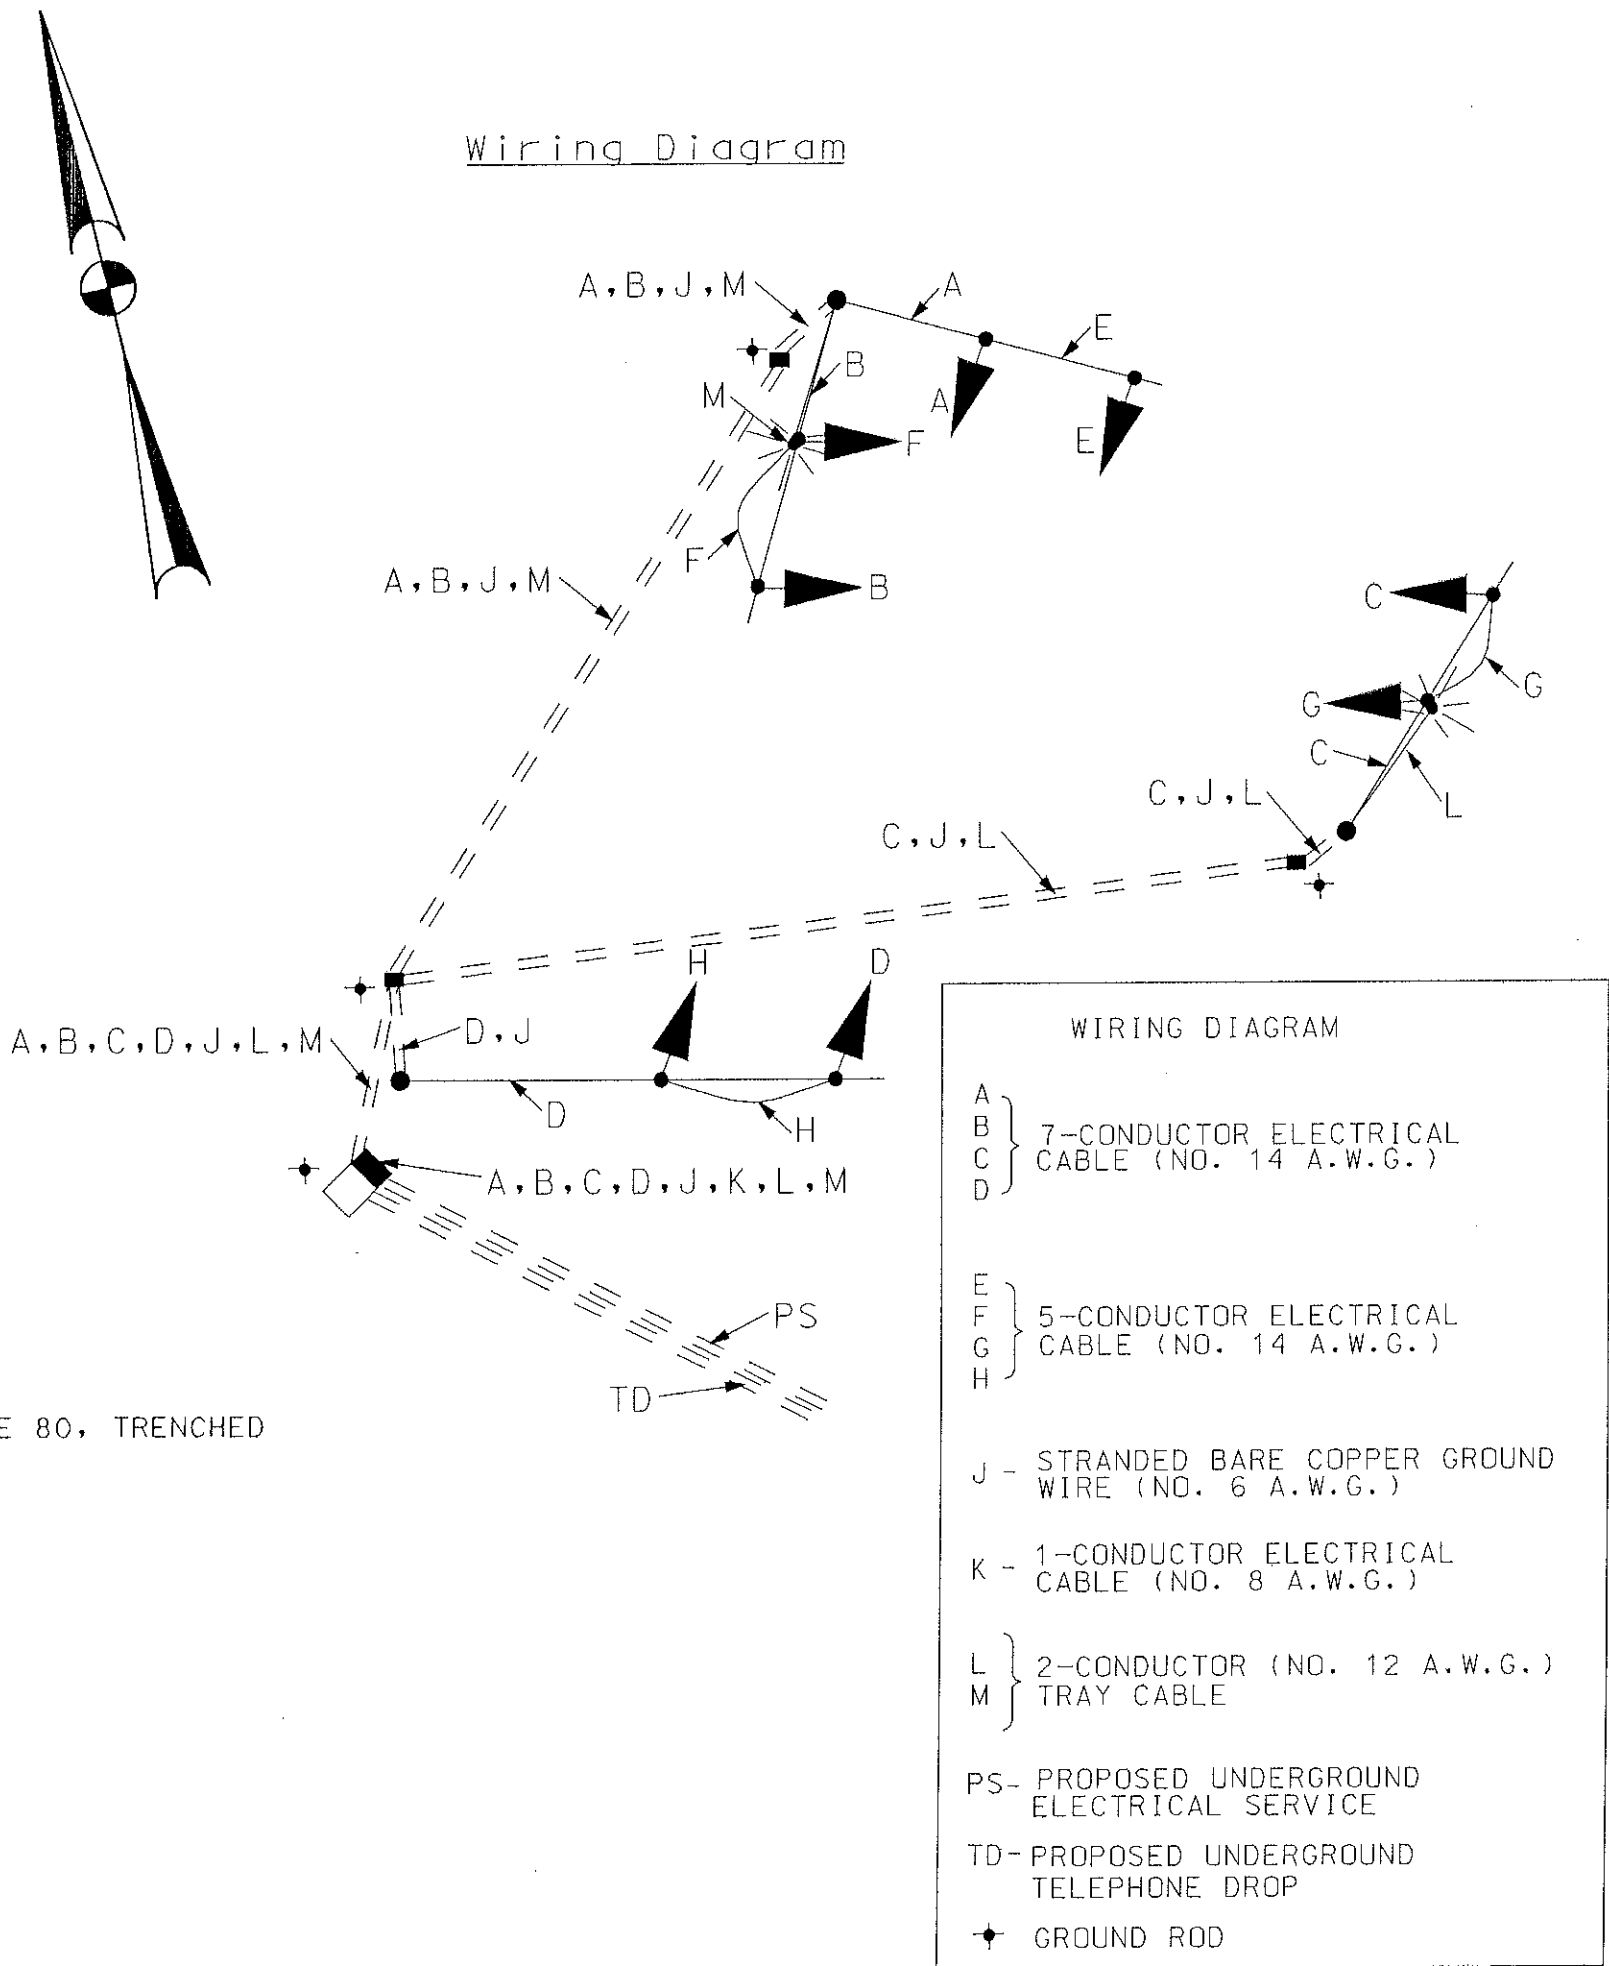 Wiring Diagram
A,B,J,M
A
E
B
M
A
F
E
F
A,B,J,M
B
C
G
G
C
C,J,L
L
C,J,L
H
D
A,B,C,D,J,L,M
D,J
D
H
A,B,C,D,J,K,L,M
PS
TD
E 80, TRENCHED
WIRING DIAGRAM
A
B
C
D
7-CONDUCTOR ELECTRICAL
CABLE (NO. 14 A.W.G.)
E
F
G
H
5-CONDUCTOR ELECTRICAL
CABLE (NO. 14 A.W.G.)
J - STRANDED BARE COPPER GROUND
WIRE (NO. 6 A.W.G.)
K - 1-CONDUCTOR ELECTRICAL
CABLE (NO. 8 A.W.G.)
L
M
2-CONDUCTOR (NO. 12 A.W.G.)
TRAY CABLE
PS- PROPOSED UNDERGROUND
ELECTRICAL SERVICE
TD- PROPOSED UNDERGROUND
TELEPHONE DROP
GROUND ROD